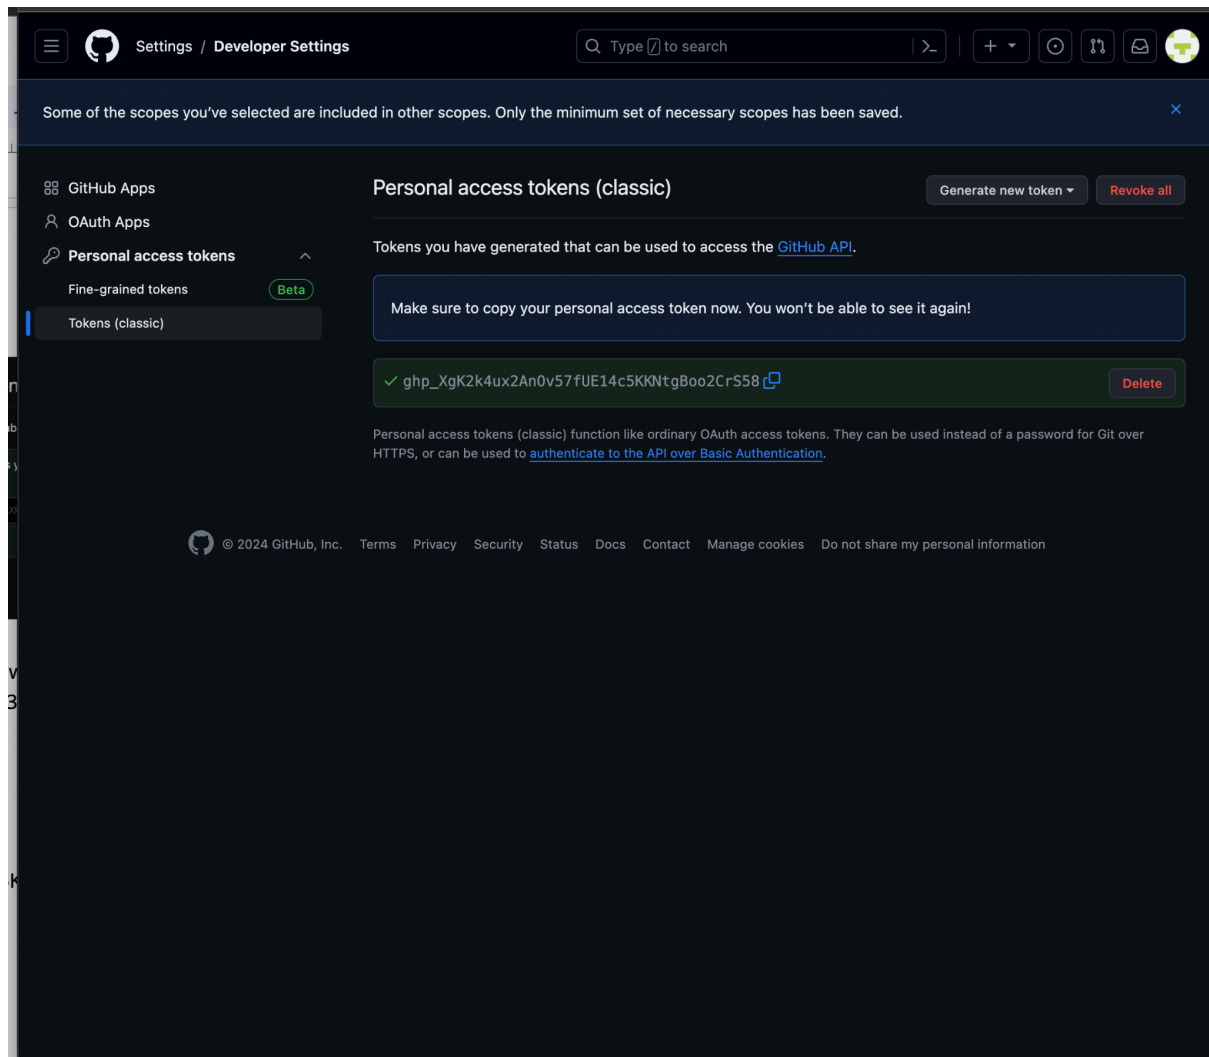 Settings / Developer Settings
Type / to search
Some of the scopes you've selected are included in other scopes. Only the minimum set of necessary scopes has been saved.
GitHub Apps
OAuth Apps
Personal access tokens
Fine-grained tokens Beta
Tokens (classic)
Personal access tokens (classic)
Generate new token
Revoke all
Tokens you have generated that can be used to access the GitHub API.
Make sure to copy your personal access token now. You won't be able to see it again!
Delete
Personal access tokens (classic) function like ordinary OAuth access tokens. They can be used instead of a password for Git over
HTTPS, or can be used to authenticate to the API over Basic Authentication.
© 2024 GitHub, Inc. Terms Privacy Security Status Docs Contact Manage cookies Do not share my personal information